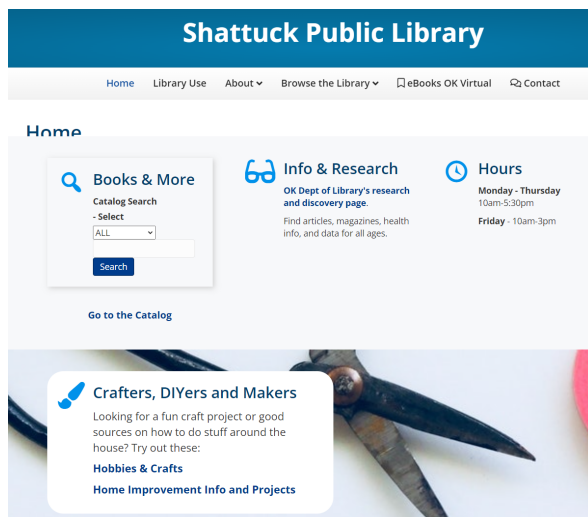 Shattuck Public Library
Home Library Use About Browse the Library eBooks OK Virtual Contact
Home
Books & More
Catalog Search
- Select
ALL
Search
Go to the Catalog
Info & Research
OK Dept of Library's research
and discovery page.
Find articles, magazines, health
info, and data for all ages.
Hours
Monday - Thursday
10am-5:30pm
Friday - 10am-3pm
Crafters, DIYers and Makers
Looking for a fun craft project or good
sources on how to do stuff around the
house? Try out these:
Hobbies & Crafts
Home Improvement Info and Projects